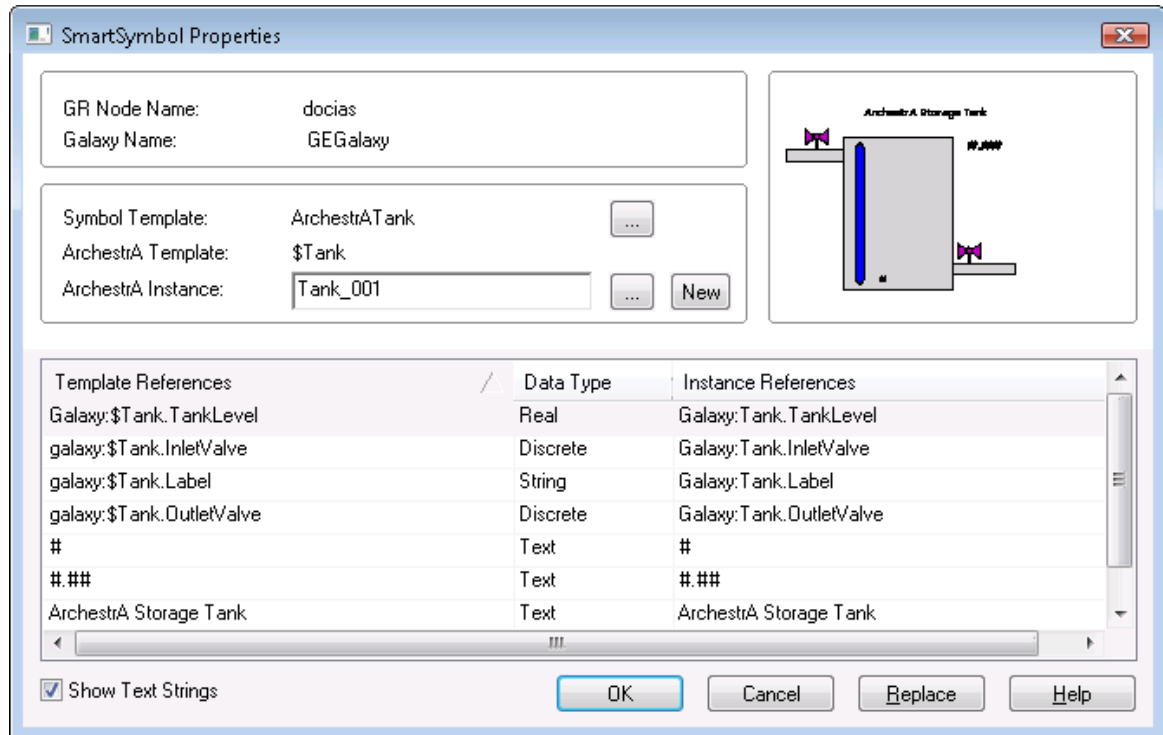 SmartSymbol Properties
GR Node Name: docias
Galaxy Name: GEGalaxy
ArchestrA Storage Tank
#.###
#
Symbol Template: ArchestrATank ...
ArchestrA Template: $Tank
ArchestrA Instance: Tank_001 ... New
Template References Data Type Instance References
Galaxy:$Tank.TankLevel Real Galaxy:Tank.TankLevel
galaxy:$Tank.InletValve Discrete Galaxy:Tank.InletValve
galaxy:$Tank.Label String Galaxy:Tank.Label
galaxy:$Tank.OutletValve Discrete Galaxy:Tank.OutletValve
# Text #
#.## Text #.##
ArchestrA Storage Tank Text ArchestrA Storage Tank
Show Text Strings OK Cancel Replace Help